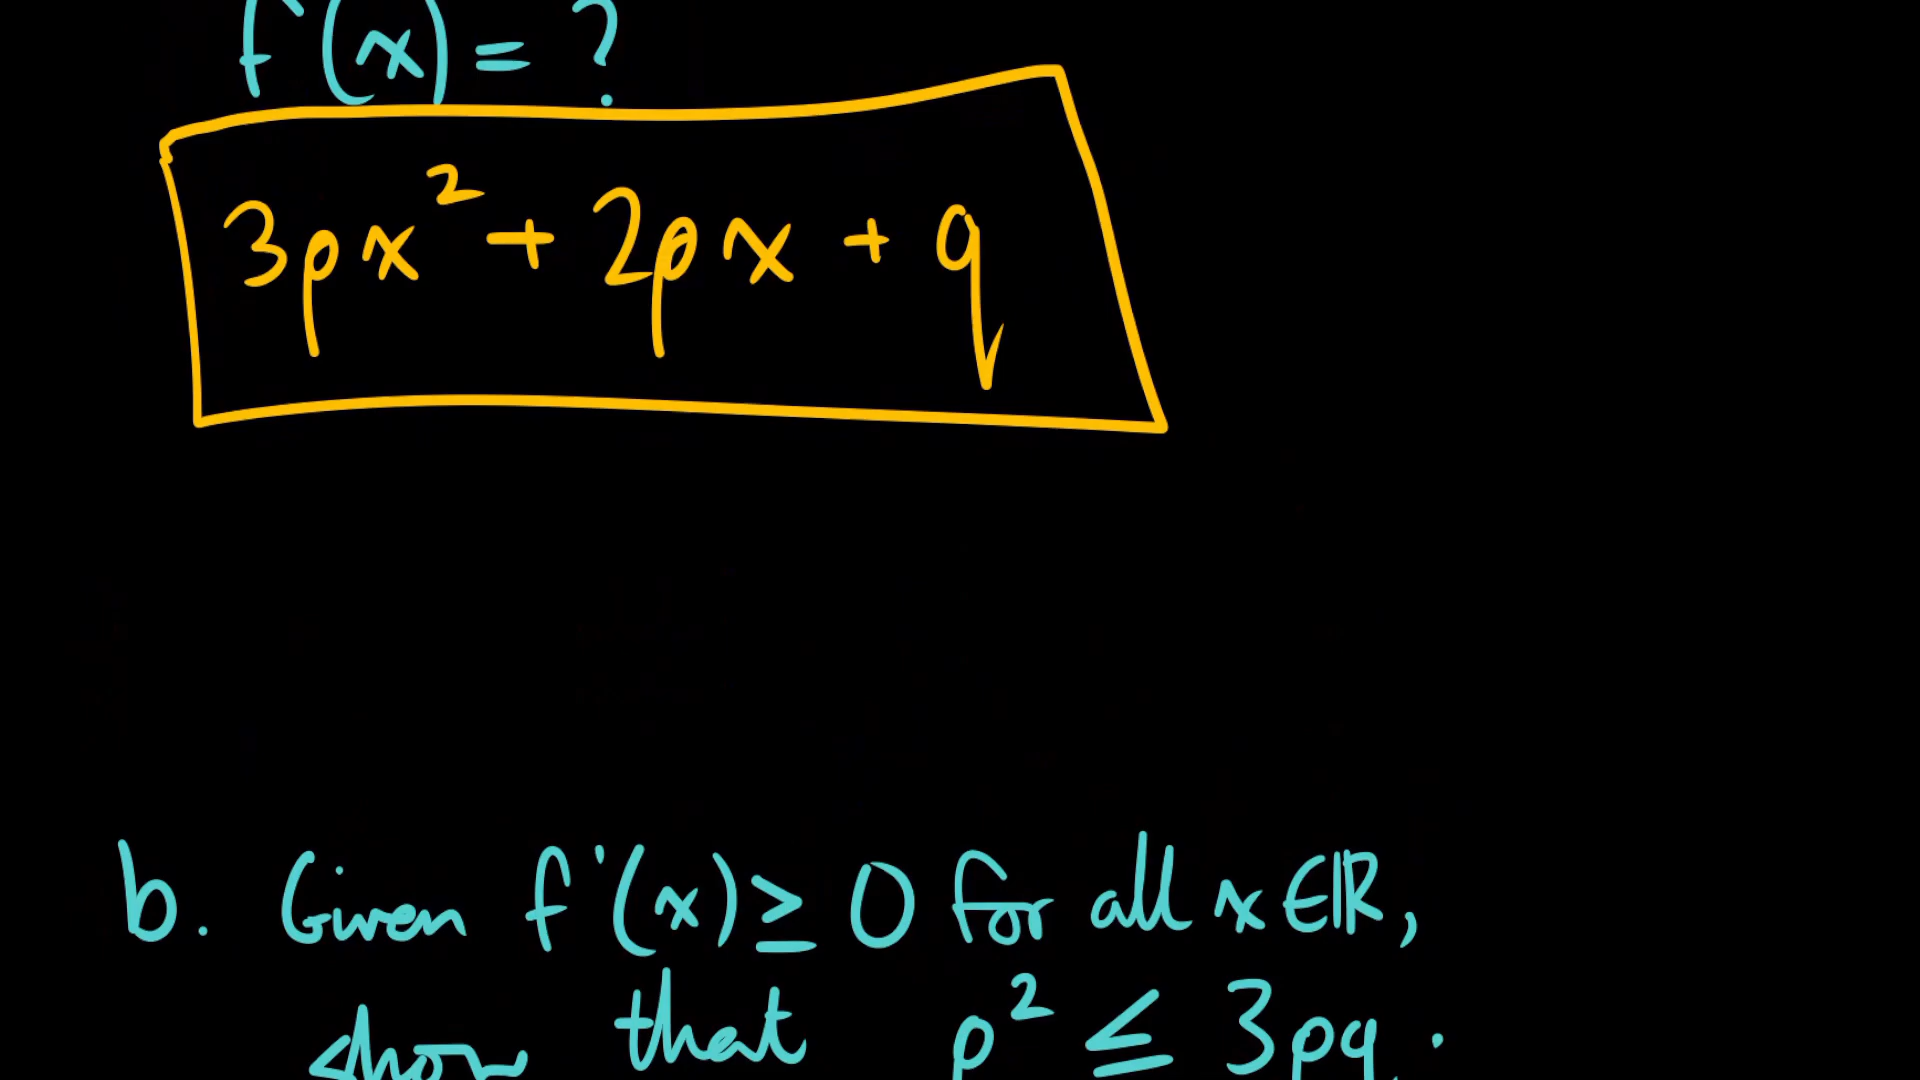 f'(x) = ?
3px² + 2px + q
b. Given f'(x) ≥ 0 for all x ∈ ℝ,
show that p² ≤ 3pq.